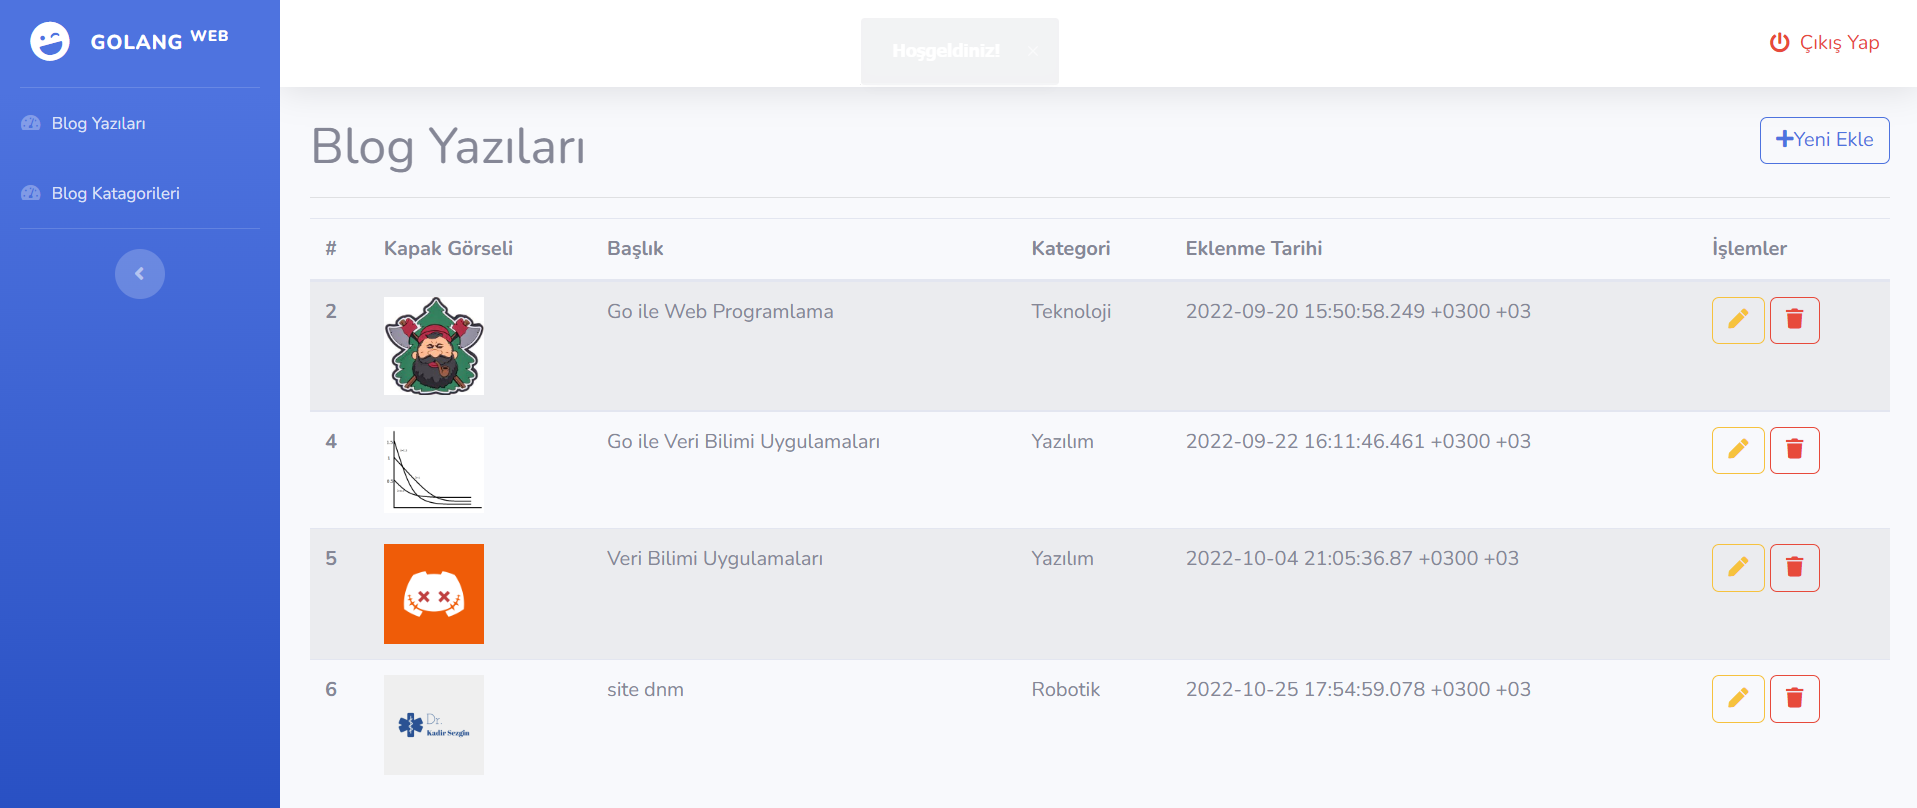 GOLANG WEB
Hoşgeldiniz! ×
Çıkış Yap
Blog Yazıları
Blog Katagorileri
Blog Yazıları
Yeni Ekle
# Kapak Görseli Başlık Kategori Eklenme Tarihi İşlemler
2 Go ile Web Programlama Teknoloji 2022-09-20 15:50:58.249 +0300 +03
4 Go ile Veri Bilimi Uygulamaları Yazılım 2022-09-22 16:11:46.461 +0300 +03
5 Veri Bilimi Uygulamaları Yazılım 2022-10-04 21:05:36.87 +0300 +03
6 site dnm Robotik 2022-10-25 17:54:59.078 +0300 +03
Dr.
Kadir Sezgin